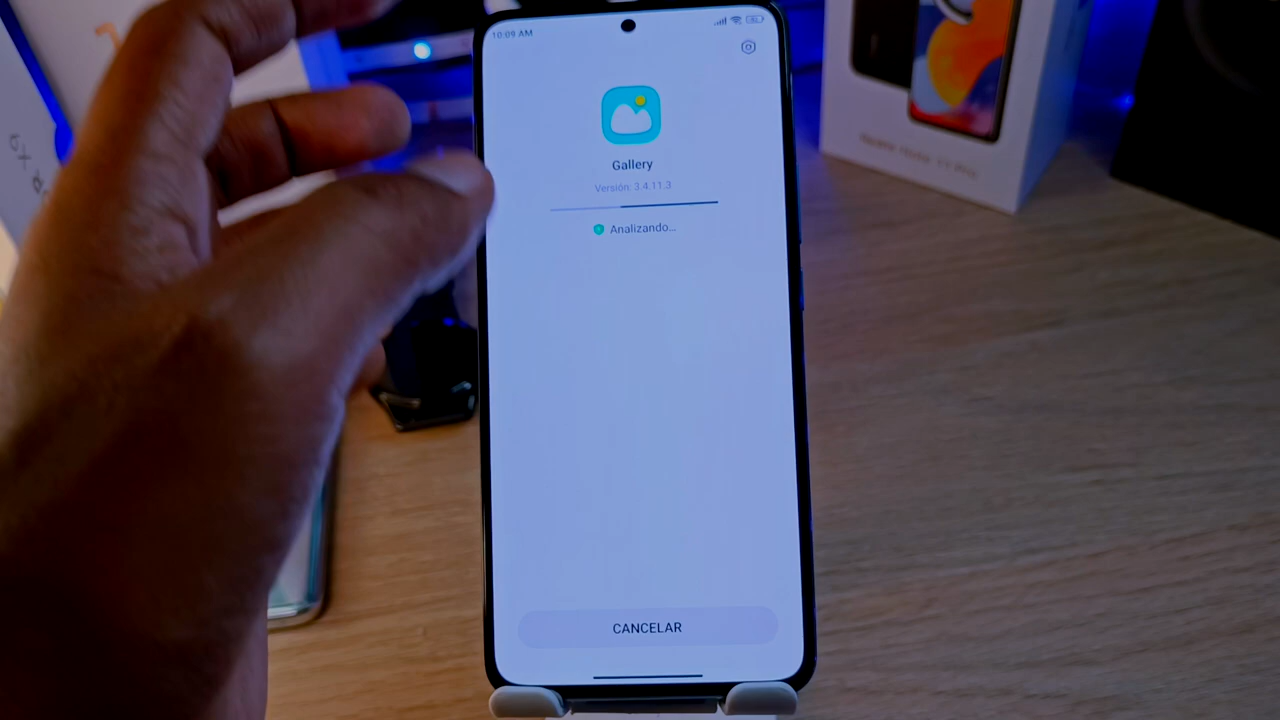 10:09 AM
Gallery
Versión: 3.4.11.3
Analizando...
CANCELAR